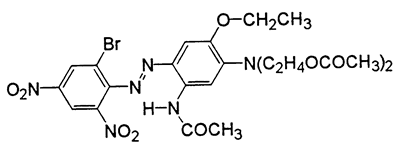 O-CH2CH3
Br
N
N
N(C2H4OCOCH3)2
O2N
NO2
H-N
COCH3